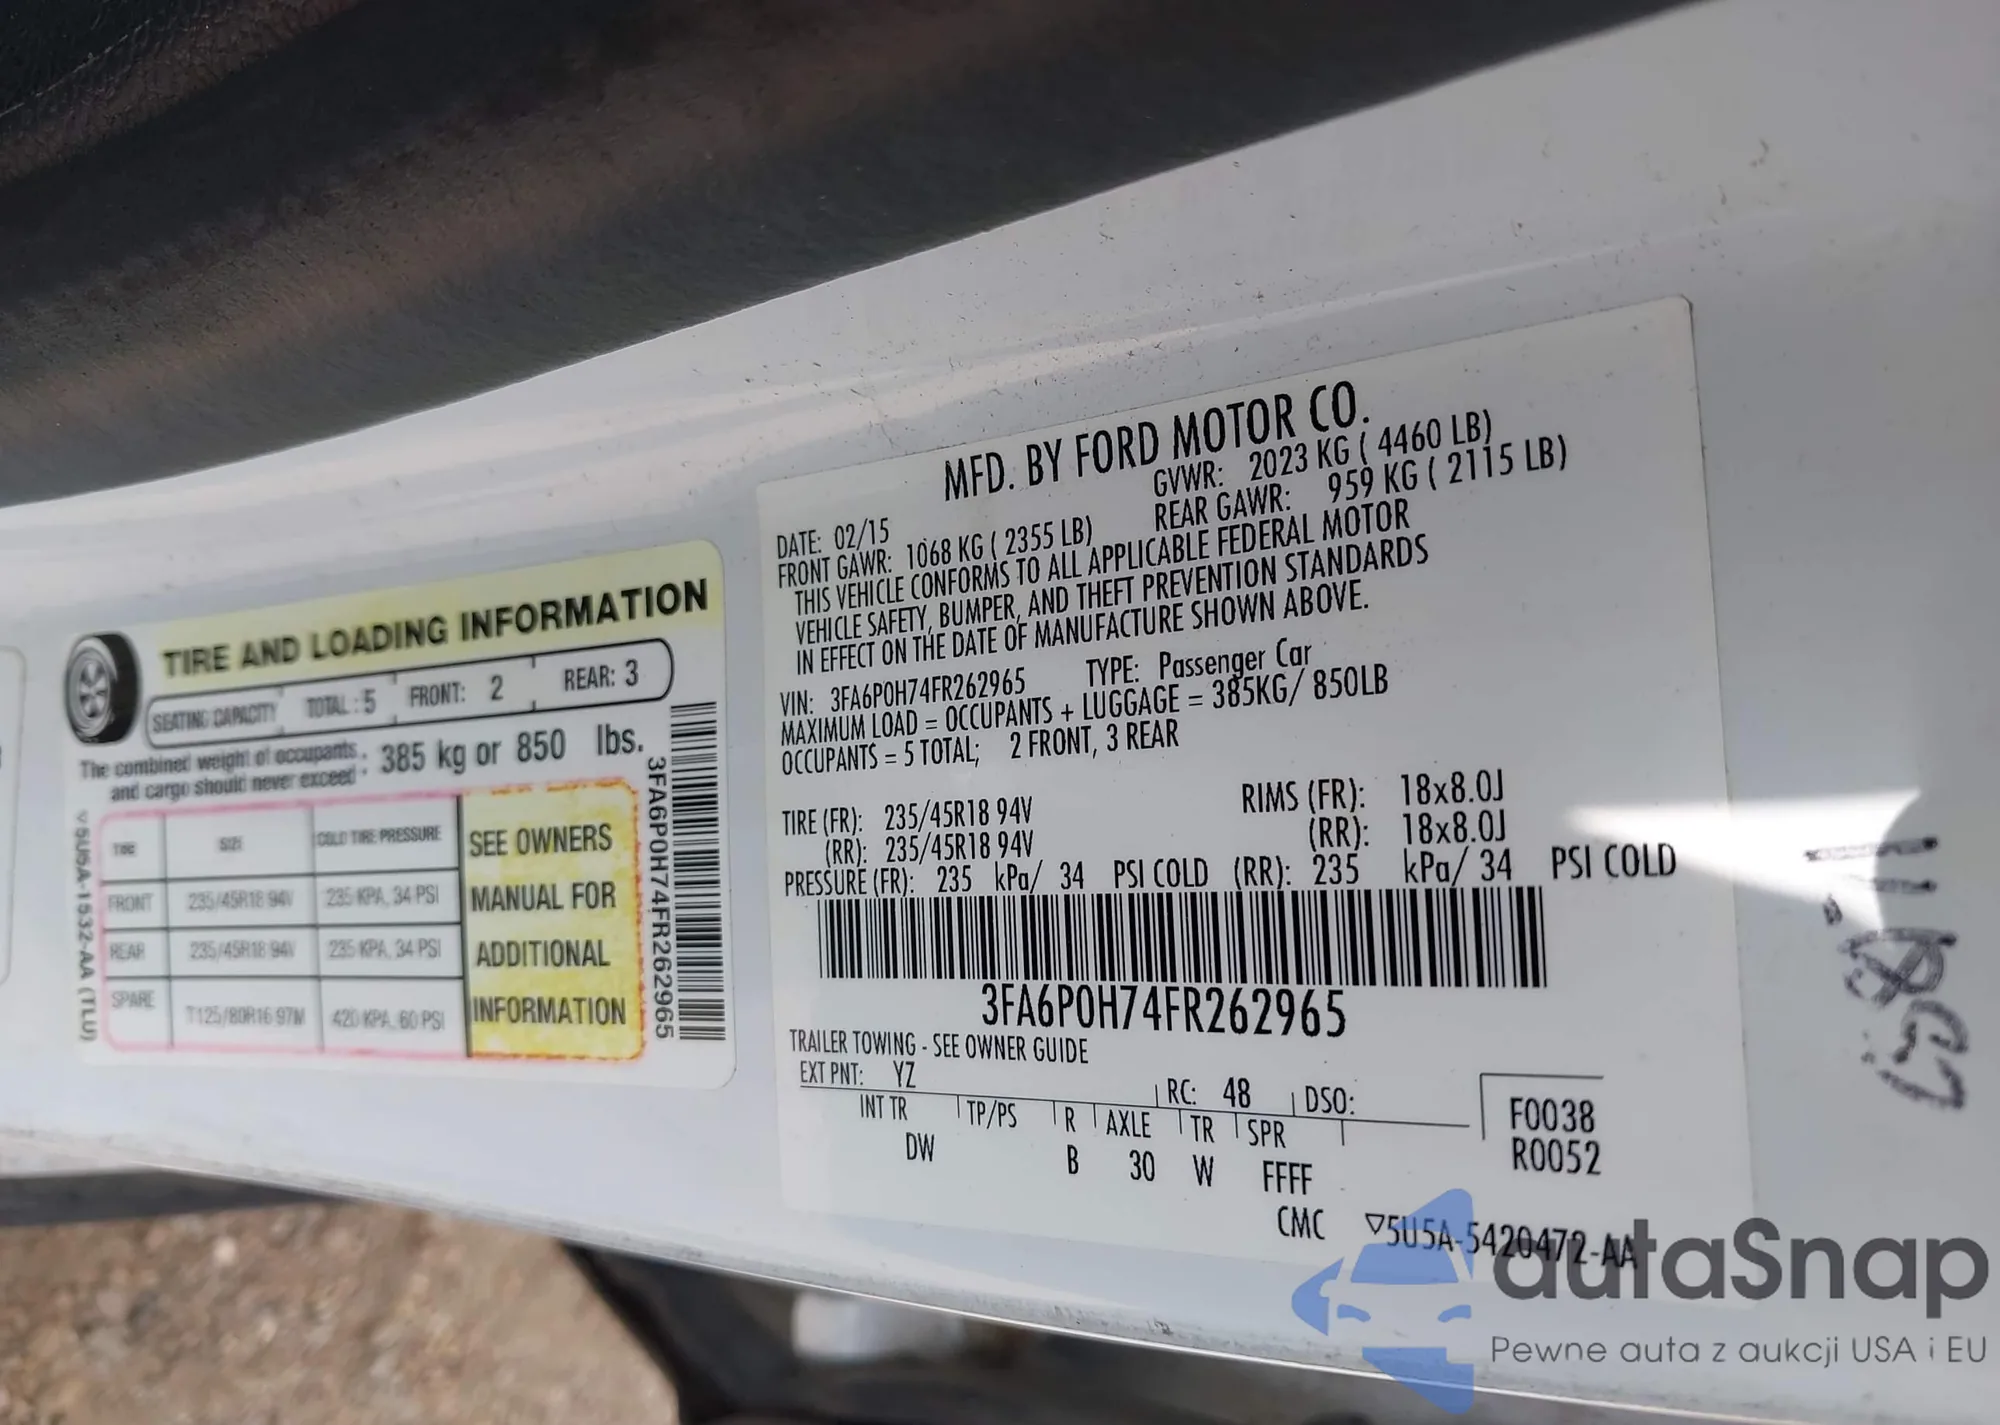 TIRE AND LOADING INFORMATION
SEATING CAPACITY TOTAL: 5 FRONT: 2 REAR: 3
The combined weight of occupants and cargo should never exceed: 385 kg or 850 lbs.
TIRE SIZE COLD TIRE PRESSURE
FRONT 235/45R18 94V 235 KPA, 34 PSI
REAR 235/45R18 94V 235 KPA, 34 PSI
SPARE T125/80R16 97M 420 KPA, 60 PSI
SEE OWNERS
MANUAL FOR
ADDITIONAL
INFORMATION
3FA6P0H74FR262965
▽5U5A-1532-AA (TLU)
MFD. BY FORD MOTOR CO.
DATE: 02/15 GVWR: 2023 KG ( 4460 LB)
FRONT GAWR: 1068 KG ( 2355 LB) REAR GAWR: 959 KG ( 2115 LB)
THIS VEHICLE CONFORMS TO ALL APPLICABLE FEDERAL MOTOR
VEHICLE SAFETY, BUMPER, AND THEFT PREVENTION STANDARDS
IN EFFECT ON THE DATE OF MANUFACTURE SHOWN ABOVE.
VIN: 3FA6P0H74FR262965 TYPE: Passenger Car
MAXIMUM LOAD = OCCUPANTS + LUGGAGE = 385KG/ 850LB
OCCUPANTS = 5 TOTAL; 2 FRONT, 3 REAR
TIRE (FR): 235/45R18 94V RIMS (FR): 18x8.0J
(RR): 235/45R18 94V (RR): 18x8.0J
PRESSURE (FR): 235 kPa/ 34 PSI COLD (RR): 235 kPa/ 34 PSI COLD
3FA6P0H74FR262965
TRAILER TOWING - SEE OWNER GUIDE
EXT PNT: YZ RC: 48 DSO:
INT TR TP/PS R AXLE TR SPR
DW B 30 W FFFF
F0038
R0052
CMC ▽5U5A-5420472-AA
autaSnap
Pewne auta z aukcji USA i EU